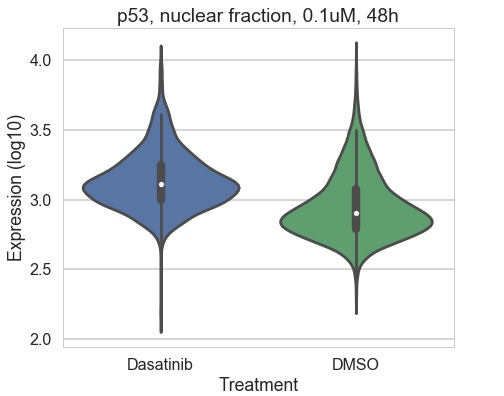 p53, nuclear fraction, 0.1uM, 48h
Expression (log10)
4.0
3.5
3.0
2.5
2.0
Dasatinib DMSO
Treatment